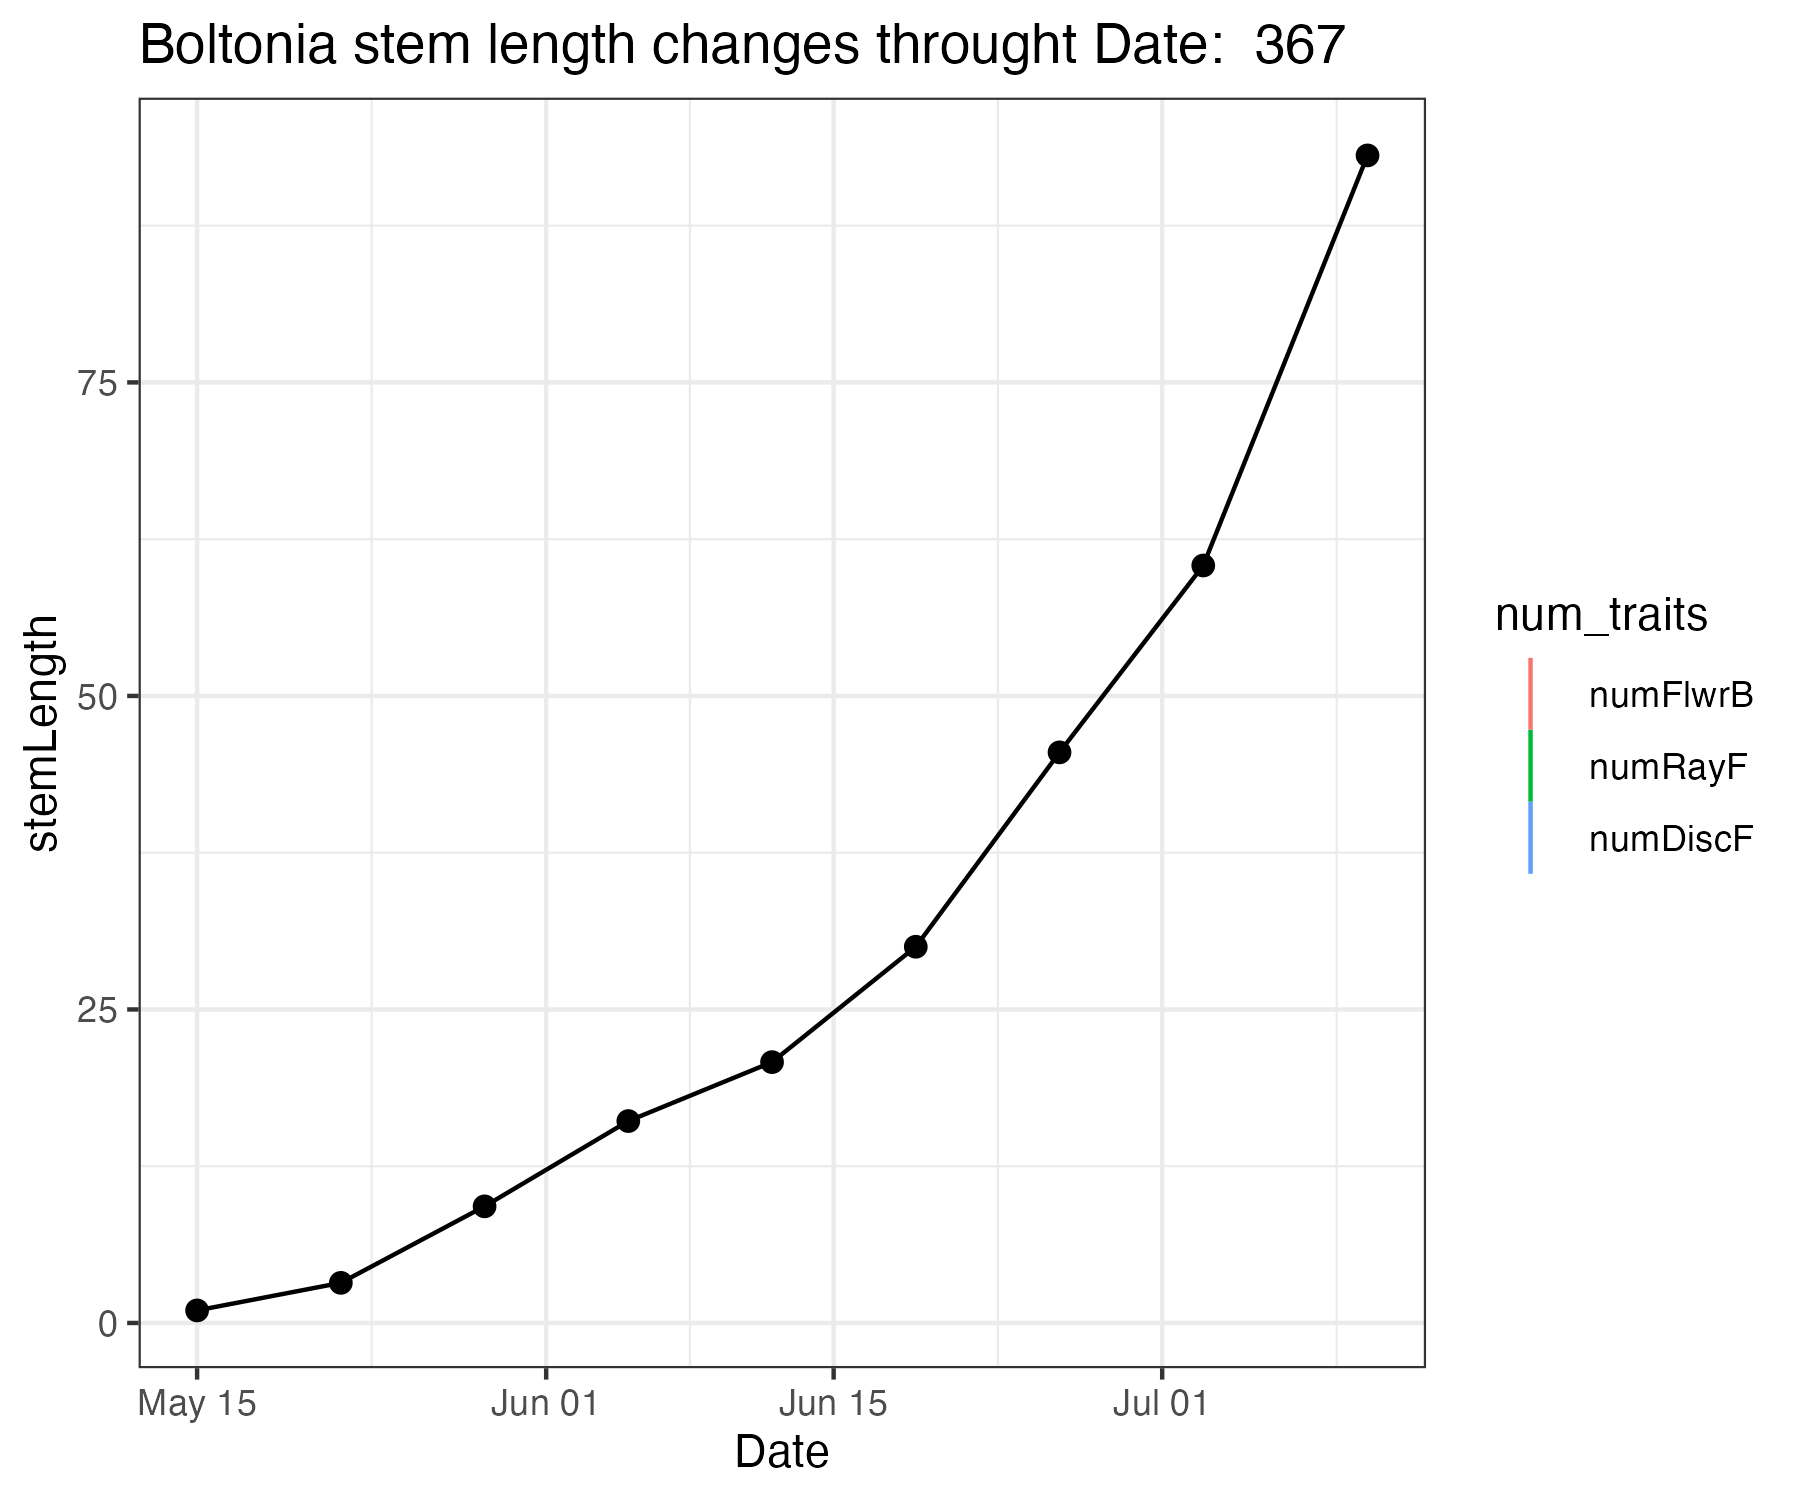 Boltonia stem length changes throught Date:  367
stemLength
75
50
25
0
May 15
Jun 01
Jun 15
Jul 01
Date
num_traits
numFlwrB
numRayF
numDiscF